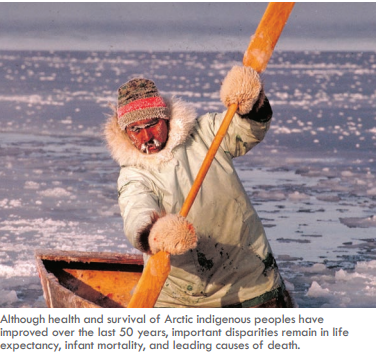 Although health and survival of Arctic indigenous peoples have
improved over the last 50 years, important disparities remain in life
expectancy, infant mortality, and leading causes of death.